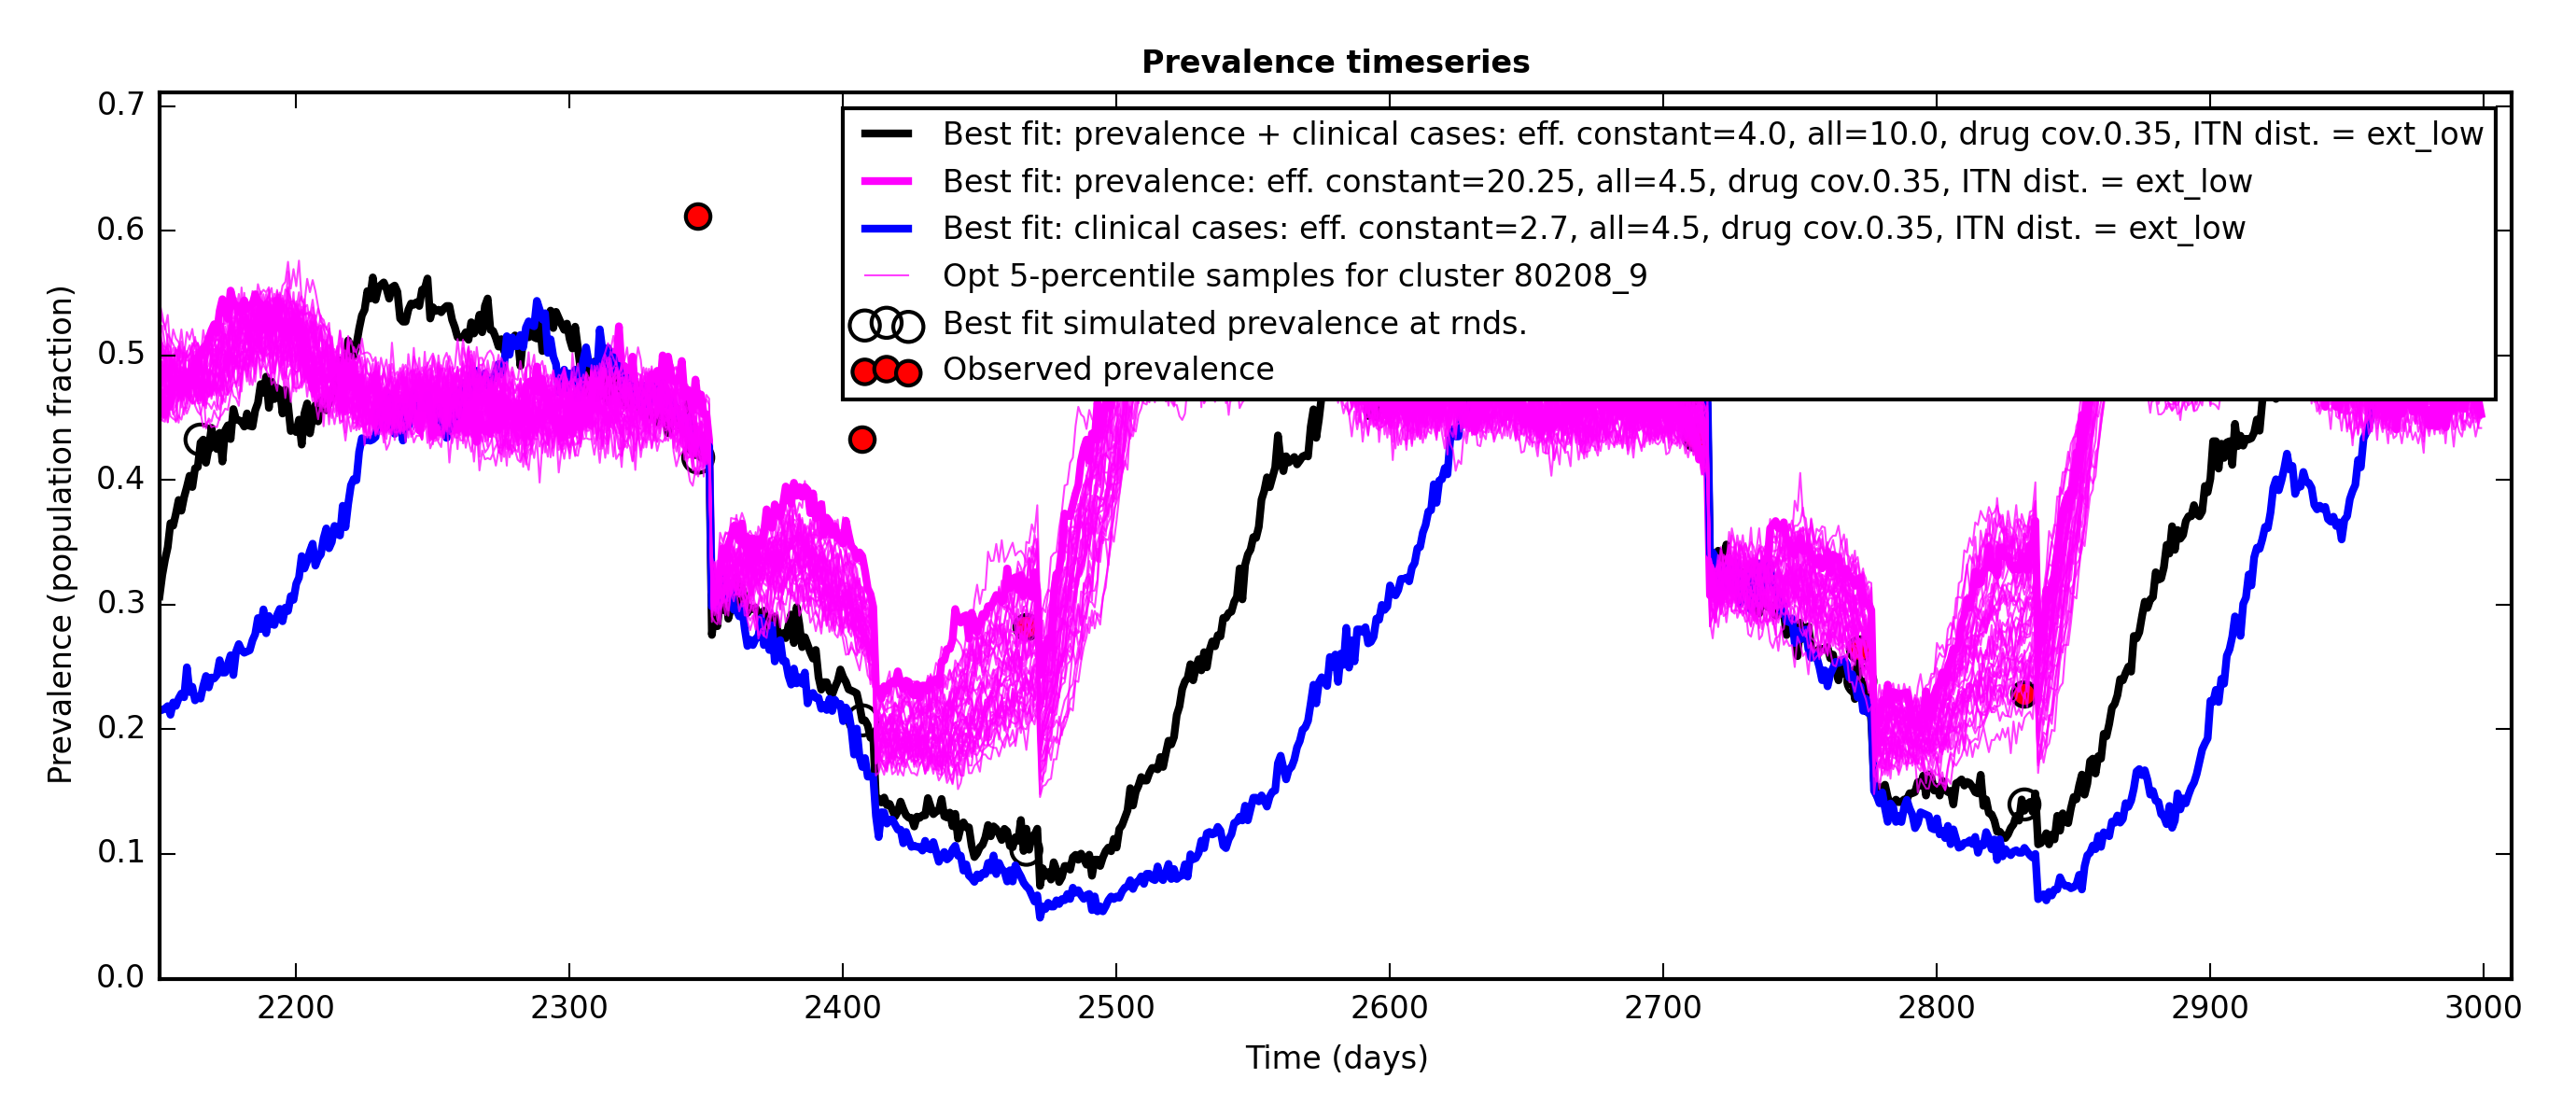 Prevalence timeseries
0.7
0.6
0.5
0.4
0.3
0.2
0.1
0.0
Prevalence (population fraction)
Best fit: prevalence + clinical cases: eff. constant=4.0, all=10.0, drug cov.0.35, ITN dist. = ext_low
Best fit: prevalence: eff. constant=20.25, all=4.5, drug cov.0.35, ITN dist. = ext_low
Best fit: clinical cases: eff. constant=2.7, all=4.5, drug cov.0.35, ITN dist. = ext_low
Opt 5-percentile samples for cluster 80208_9
Best fit simulated prevalence at rnds.
Observed prevalence
2200 2300 2400 2500 2600 2700 2800 2900 3000
Time (days)